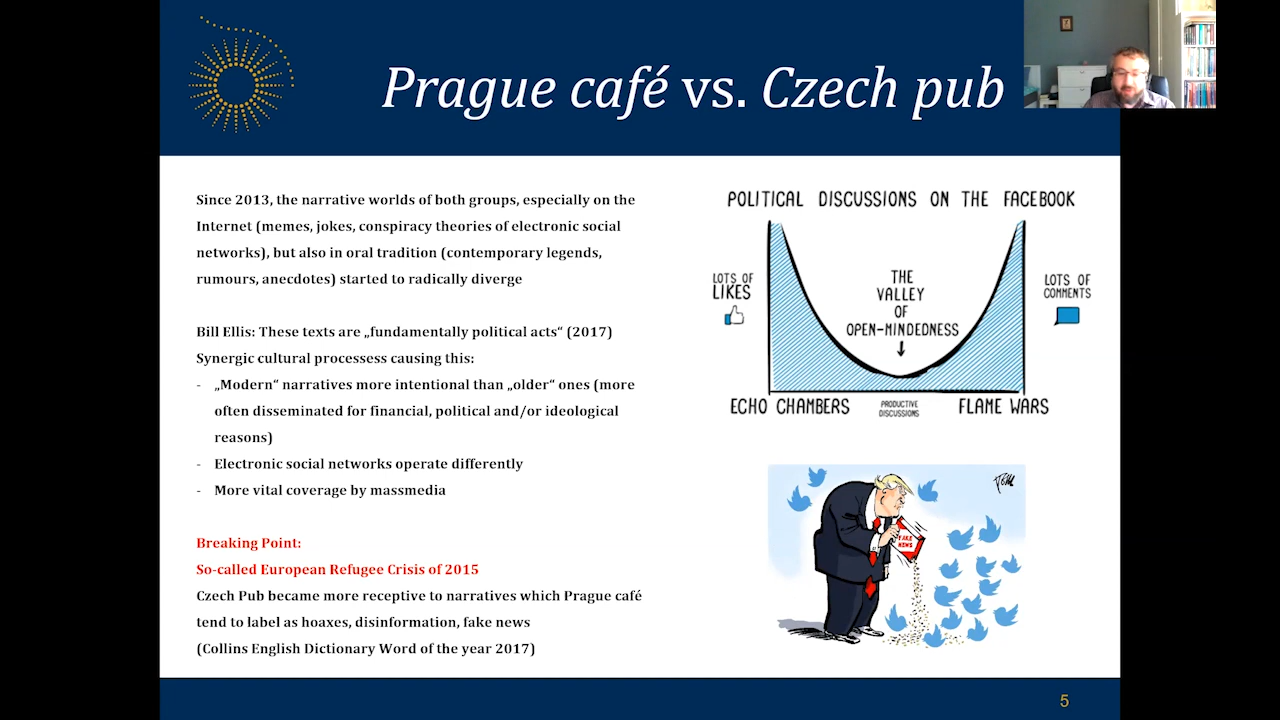 Prague café vs. Czech pub
Since 2013, the narrative worlds of both groups, especially on the
Internet (memes, jokes, conspiracy theories of electronic social
networks), but also in oral tradition (contemporary legends,
rumours, anecdotes) started to radically diverge
Bill Ellis: These texts are „fundamentally political acts“ (2017)
Synergic cultural processess causing this:
- „Modern“ narratives more intentional than „older“ ones (more
often disseminated for financial, political and/or ideological
reasons)
- Electronic social networks operate differently
- More vital coverage by massmedia
Breaking Point:
So-called European Refugee Crisis of 2015
Czech Pub became more receptive to narratives which Prague café
tend to label as hoaxes, disinformation, fake news
(Collins English Dictionary Word of the year 2017)
POLITICAL DISCUSSIONS ON THE FACEBOOK
LOTS OF
LIKES
THE
VALLEY
OF
OPEN-MINDEDNESS
LOTS OF
COMMENTS
ECHO CHAMBERS
PRODUCTIVE
DISCUSSIONS
FLAME WARS
FAKE
NEWS
5